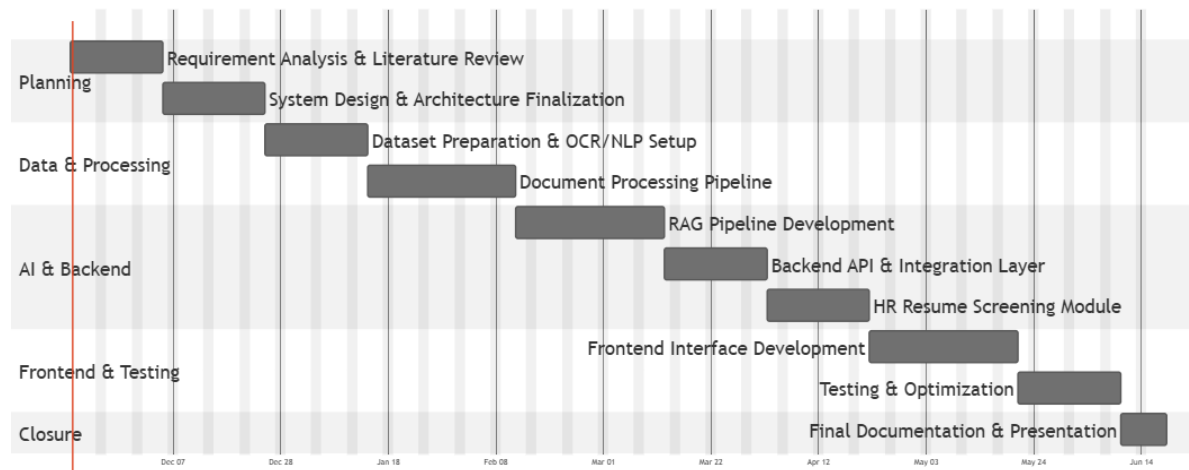 Requirement Analysis & Literature Review
Planning
System Design & Architecture Finalization
Dataset Preparation & OCR/NLP Setup
Data & Processing
Document Processing Pipeline
RAG Pipeline Development
AI & Backend
Backend API & Integration Layer
HR Resume Screening Module
Frontend Interface Development
Frontend & Testing
Testing & Optimization
Closure
Final Documentation & Presentation
Dec 07 Dec 28 Jan 18 Feb 08 Mar 01 Mar 22 Apr 12 May 03 May 24 Jun 14